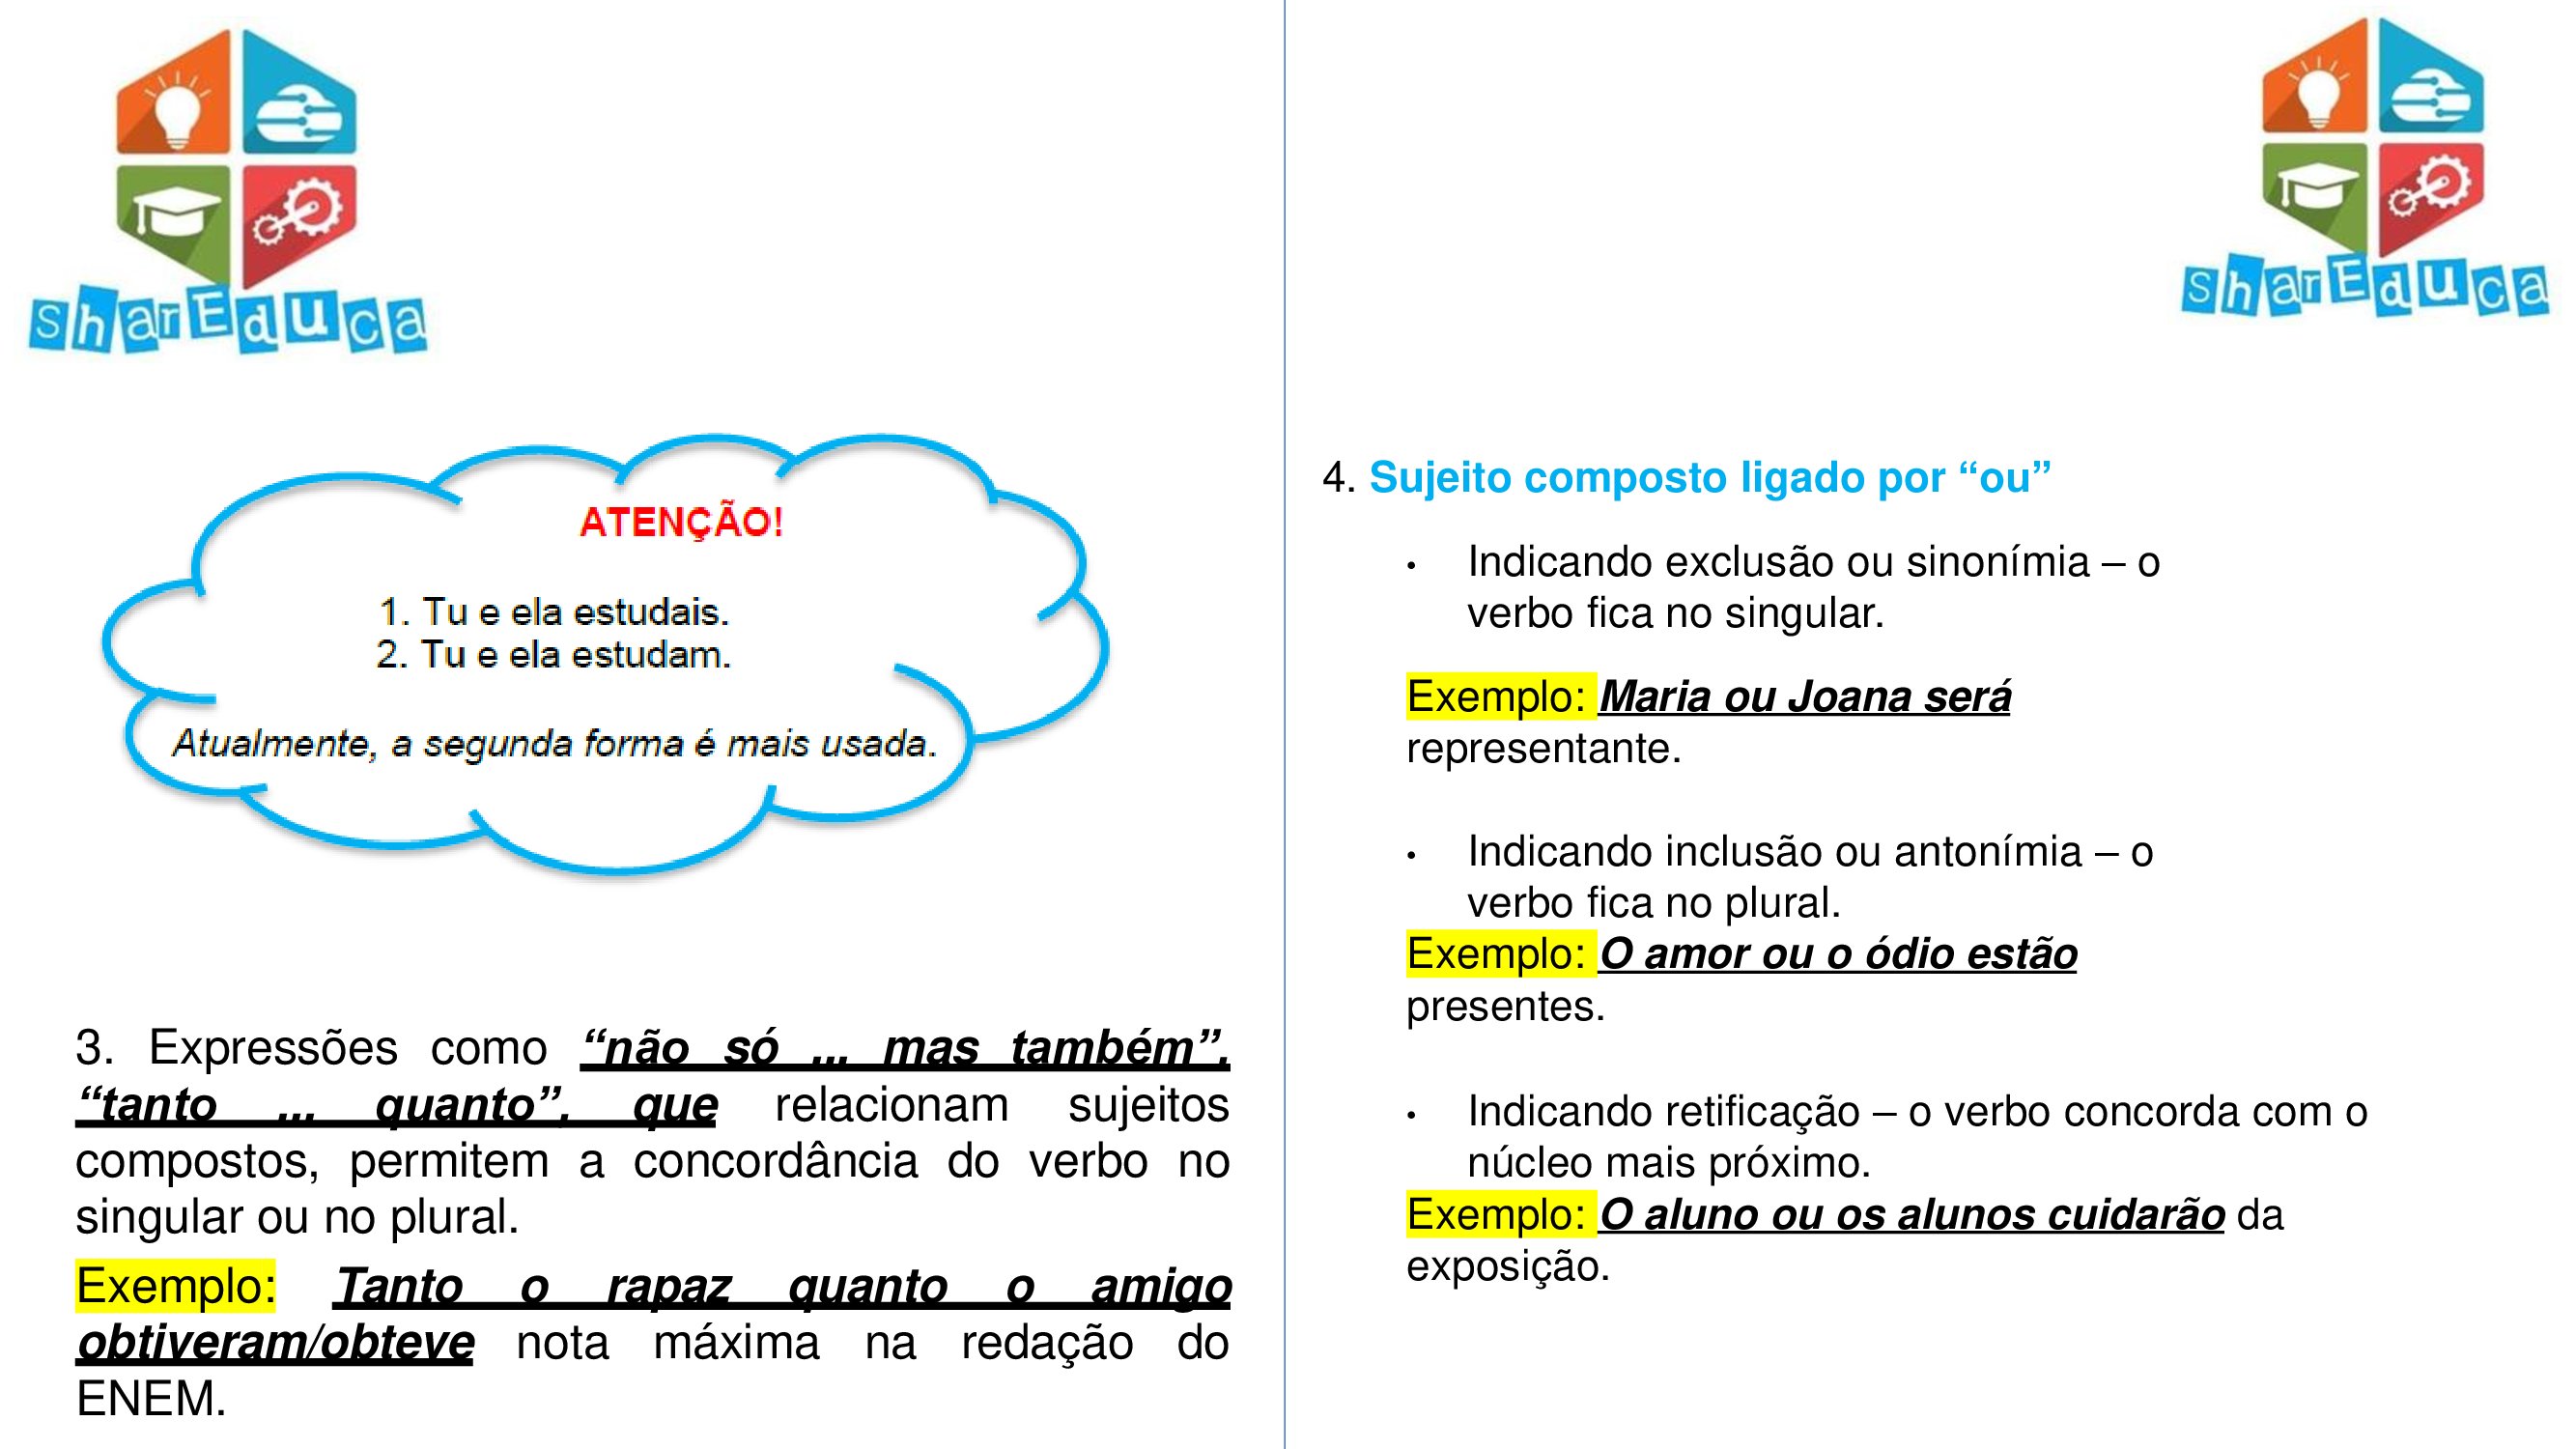 sharEduca
ATENÇÃO!
1. Tu e ela estudais.
2. Tu e ela estudam.
Atualmente, a segunda forma é mais usada.
3. Expressões como “não só ... mas também”,
“tanto ... quanto”, que relacionam sujeitos
compostos, permitem a concordância do verbo no
singular ou no plural.
Exemplo: Tanto o rapaz quanto o amigo
obtiveram/obteve nota máxima na redação do
ENEM.
sharEduca
4. Sujeito composto ligado por “ou”
• Indicando exclusão ou sinonímia – o
verbo fica no singular.
Exemplo: Maria ou Joana será
representante.
• Indicando inclusão ou antonímia – o
verbo fica no plural.
Exemplo: O amor ou o ódio estão
presentes.
• Indicando retificação – o verbo concorda com o
núcleo mais próximo.
Exemplo: O aluno ou os alunos cuidarão da
exposição.